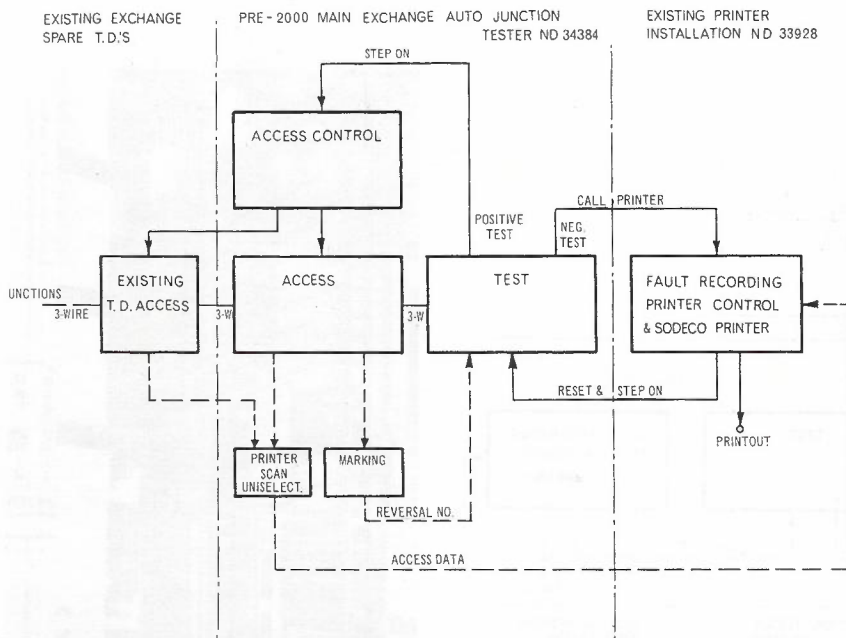 EXISTING EXCHANGE
SPARE T.D.'S
PRE-2000 MAIN EXCHANGE AUTO JUNCTION
TESTER ND 34384
EXISTING PRINTER
INSTALLATION ND 33928
STEP ON
ACCESS CONTROL
CALL PRINTER
POSITIVE
TEST
NEG.
TEST
EXISTING
T.D. ACCESS
ACCESS
TEST
FAULT RECORDING
PRINTER CONTROL
& SODECO PRINTER
UNCTIONS
3-WIRE
3-W
3-W
RESET & STEP ON
PRINTOUT
PRINTER
SCAN
UNISELECT.
MARKING
REVERSAL NO.
ACCESS DATA